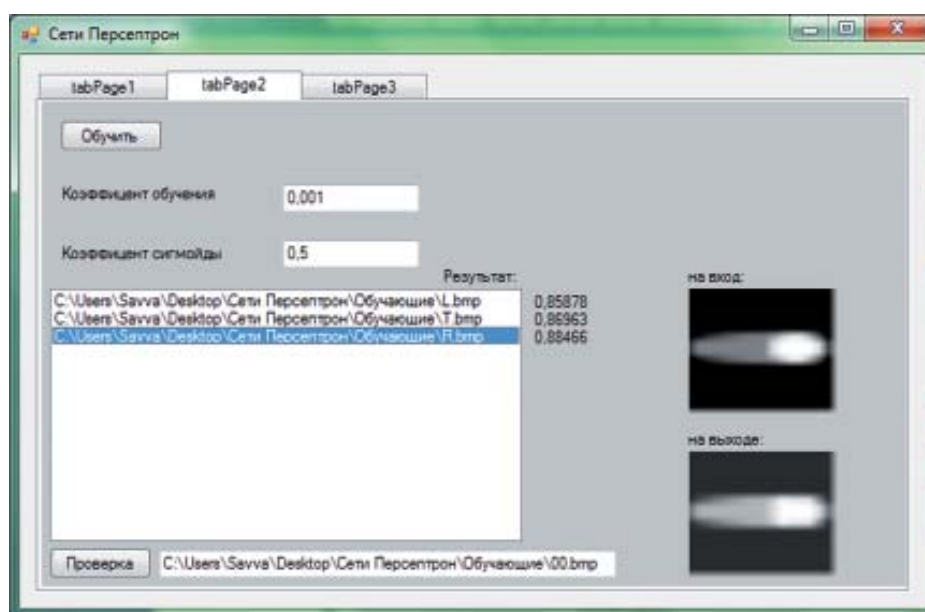 Сети Персептрон
tabPage1 tabPage2 tabPage3
Обучить
Коэффицент обучения 0,001
Коэффицент сигмойды 0,5
Результат: на вход:
C:\Users\Savva\Desktop\Сети Персептрон\Обучающие\L.bmp 0,85878
C:\Users\Savva\Desktop\Сети Персептрон\Обучающие\T.bmp 0,86963
C:\Users\Savva\Desktop\Сети Персептрон\Обучающие\R.bmp 0,88466
на выходе:
Проверка C:\Users\Savva\Desktop\Сети Персептрон\Обучающие\00.bmp